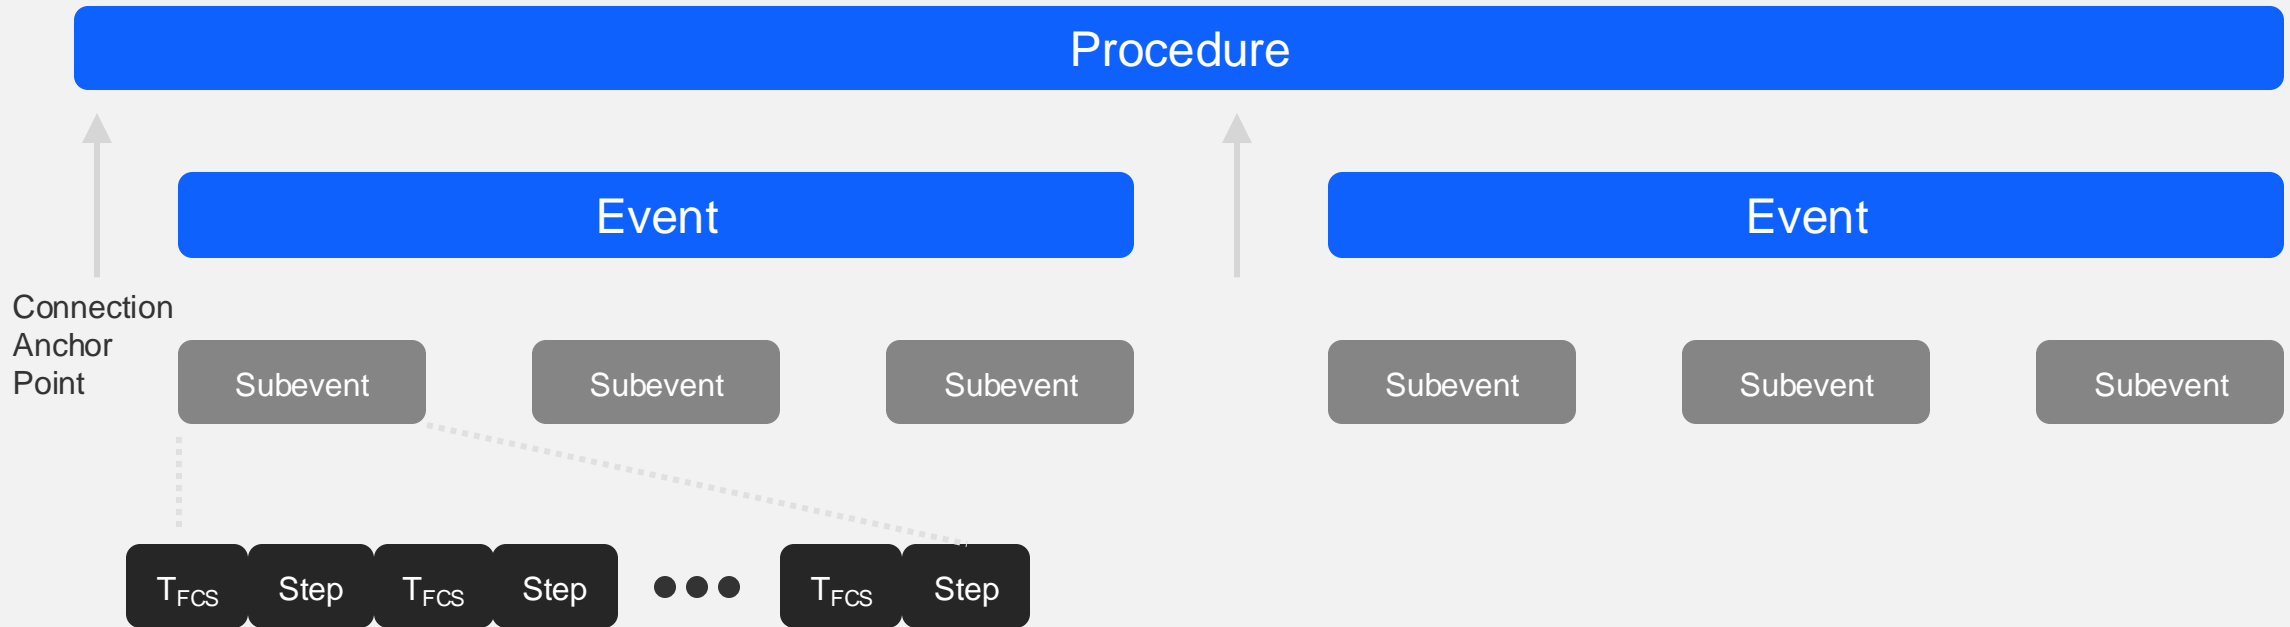 Procedure
Event Event
Connection
Anchor
Point
Subevent Subevent Subevent Subevent Subevent Subevent
TFCS Step TFCS Step TFCS Step